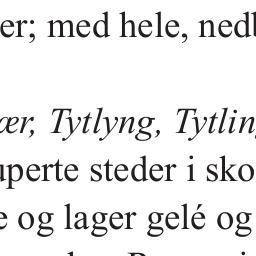 er; med hele, nedb
ær, Tytlyng, Tytlin
uperte steder i sko
e og lager gelé og